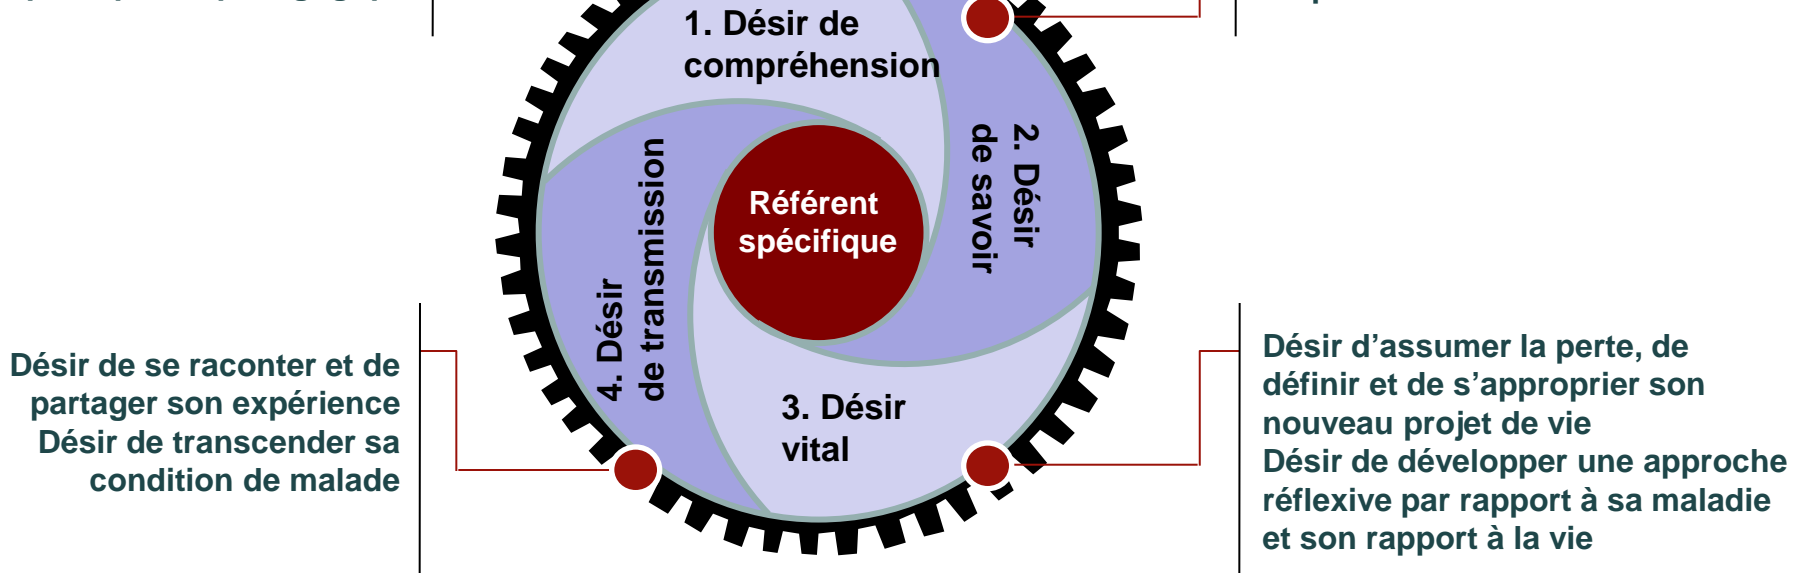 1. Désir de
compréhension
2. Désir
de savoir
Référent
spécifique
4. Désir
de transmission
3. Désir
vital
Désir de se raconter et de
partager son expérience
Désir de transcender sa
condition de malade
Désir d’assumer la perte, de
définir et de s’approprier son
nouveau projet de vie
Désir de développer une approche
réflexive par rapport à sa maladie
et son rapport à la vie